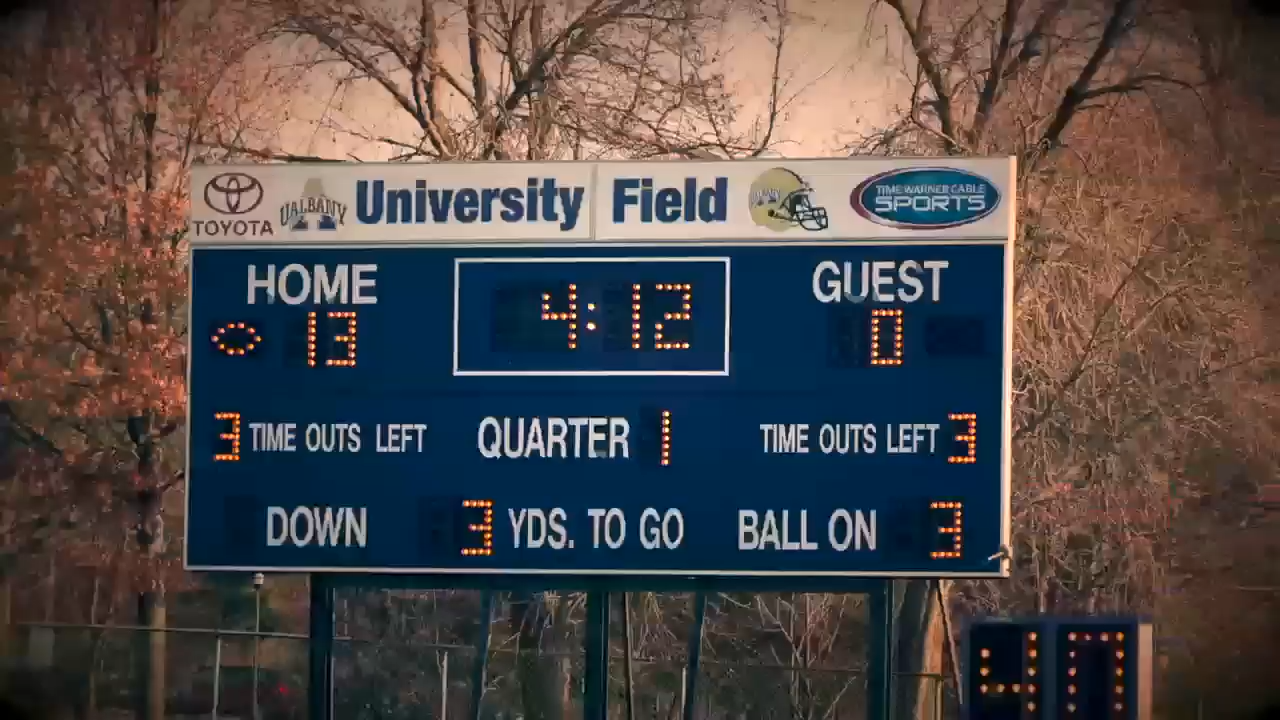 TOYOTA UALBANY University Field TIME WARNER CABLE SPORTS
HOME 4:12 GUEST
13 0
3 TIME OUTS LEFT QUARTER 1 TIME OUTS LEFT 3
DOWN 3 YDS. TO GO BALL ON 3